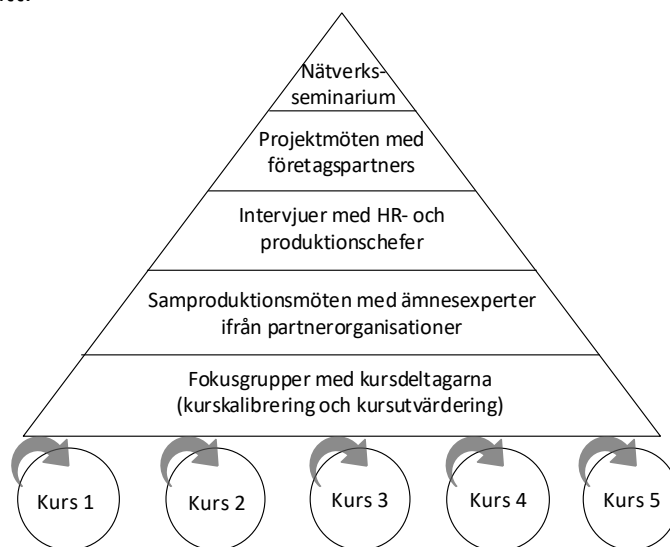 Nätverks-
seminarium
Projektmöten med
företagspartners
Intervjuer med HR- och
produktionschefer
Samproduktionsmöten med ämnesexperter
ifrån partnerorganisationer
Fokusgrupper med kursdeltagarna
(kurskalibrering och kursutvärdering)
Kurs 1
Kurs 2
Kurs 3
Kurs 4
Kurs 5